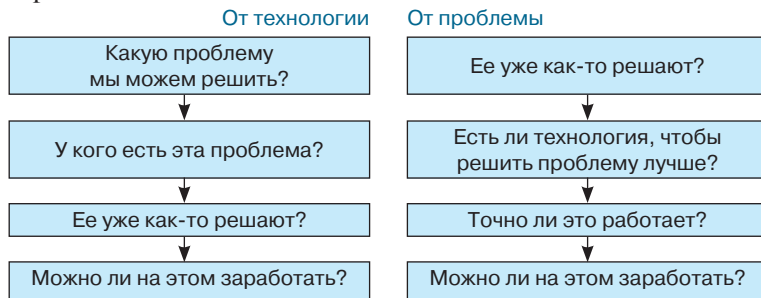 От технологии
Какую проблему
мы можем решить?
У кого есть эта проблема?
Ее уже как-то решают?
Можно ли на этом заработать?
От проблемы
Ее уже как-то решают?
Есть ли технология, чтобы
решить проблему лучше?
Точно ли это работает?
Можно ли на этом заработать?